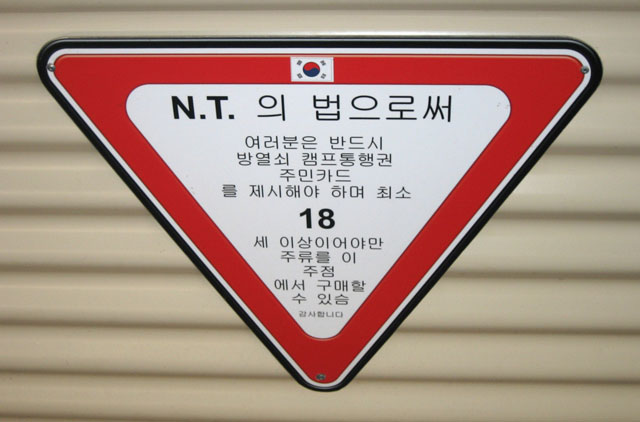 N.T. 의 법으로써
여러분은 반드시
방열쇠 캠프통행권
주민카드
를 제시해야 하며 최소
18
세 이상이어야만
주류를 이
주점
에서 구매할
수 있슴
감사합니다